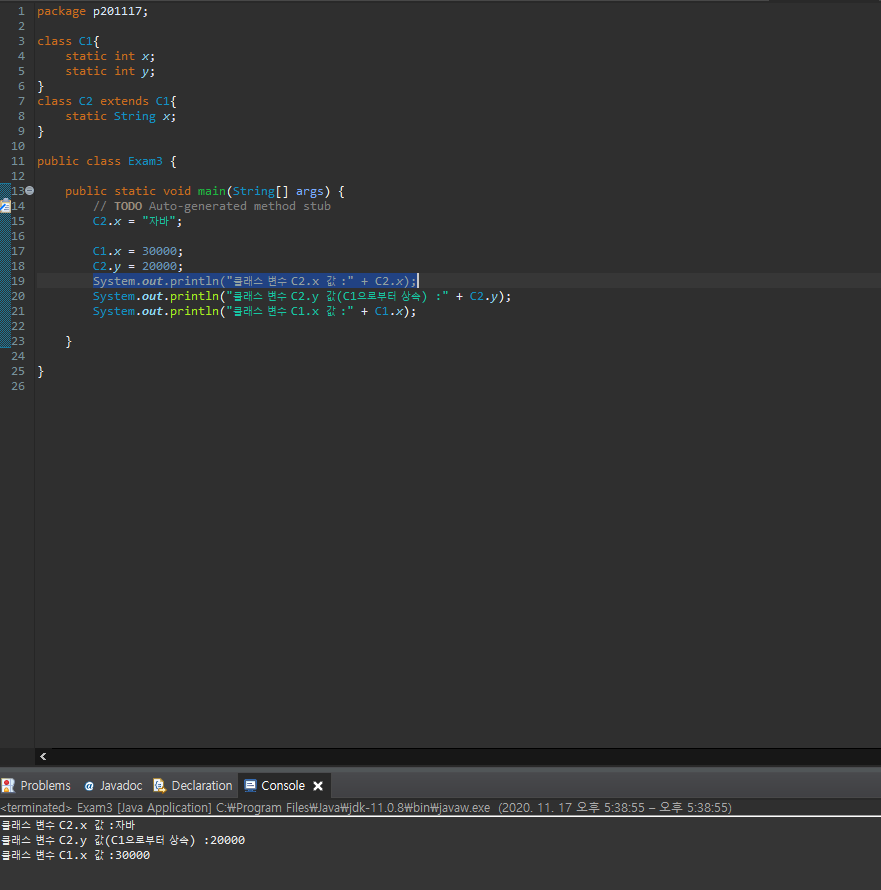 1 package p201117;
2
3 class C1{
4     static int x;
5     static int y;
6 }
7 class C2 extends C1{
8     static String x;
9 }
10
11 public class Exam3 {
12
13     public static void main(String[] args) {
14         // TODO Auto-generated method stub
15         C2.x = "자바";
16
17         C1.x = 30000;
18         C2.y = 20000;
19         System.out.println("클래스 변수 C2.x 값 :" + C2.x);
20         System.out.println("클래스 변수 C2.y 값(C1으로부터 상속) :" + C2.y);
21         System.out.println("클래스 변수 C1.x 값 :" + C1.x);
22
23     }
24
25 }
26
Problems @ Javadoc Declaration Console
<terminated> Exam3 [Java Application] C:₩Program Files₩Java₩jdk-11.0.8₩bin₩javaw.exe (2020. 11. 17 오후 5:38:55 – 오후 5:38:55)
클래스 변수 C2.x 값 :자바
클래스 변수 C2.y 값(C1으로부터 상속) :20000
클래스 변수 C1.x 값 :30000